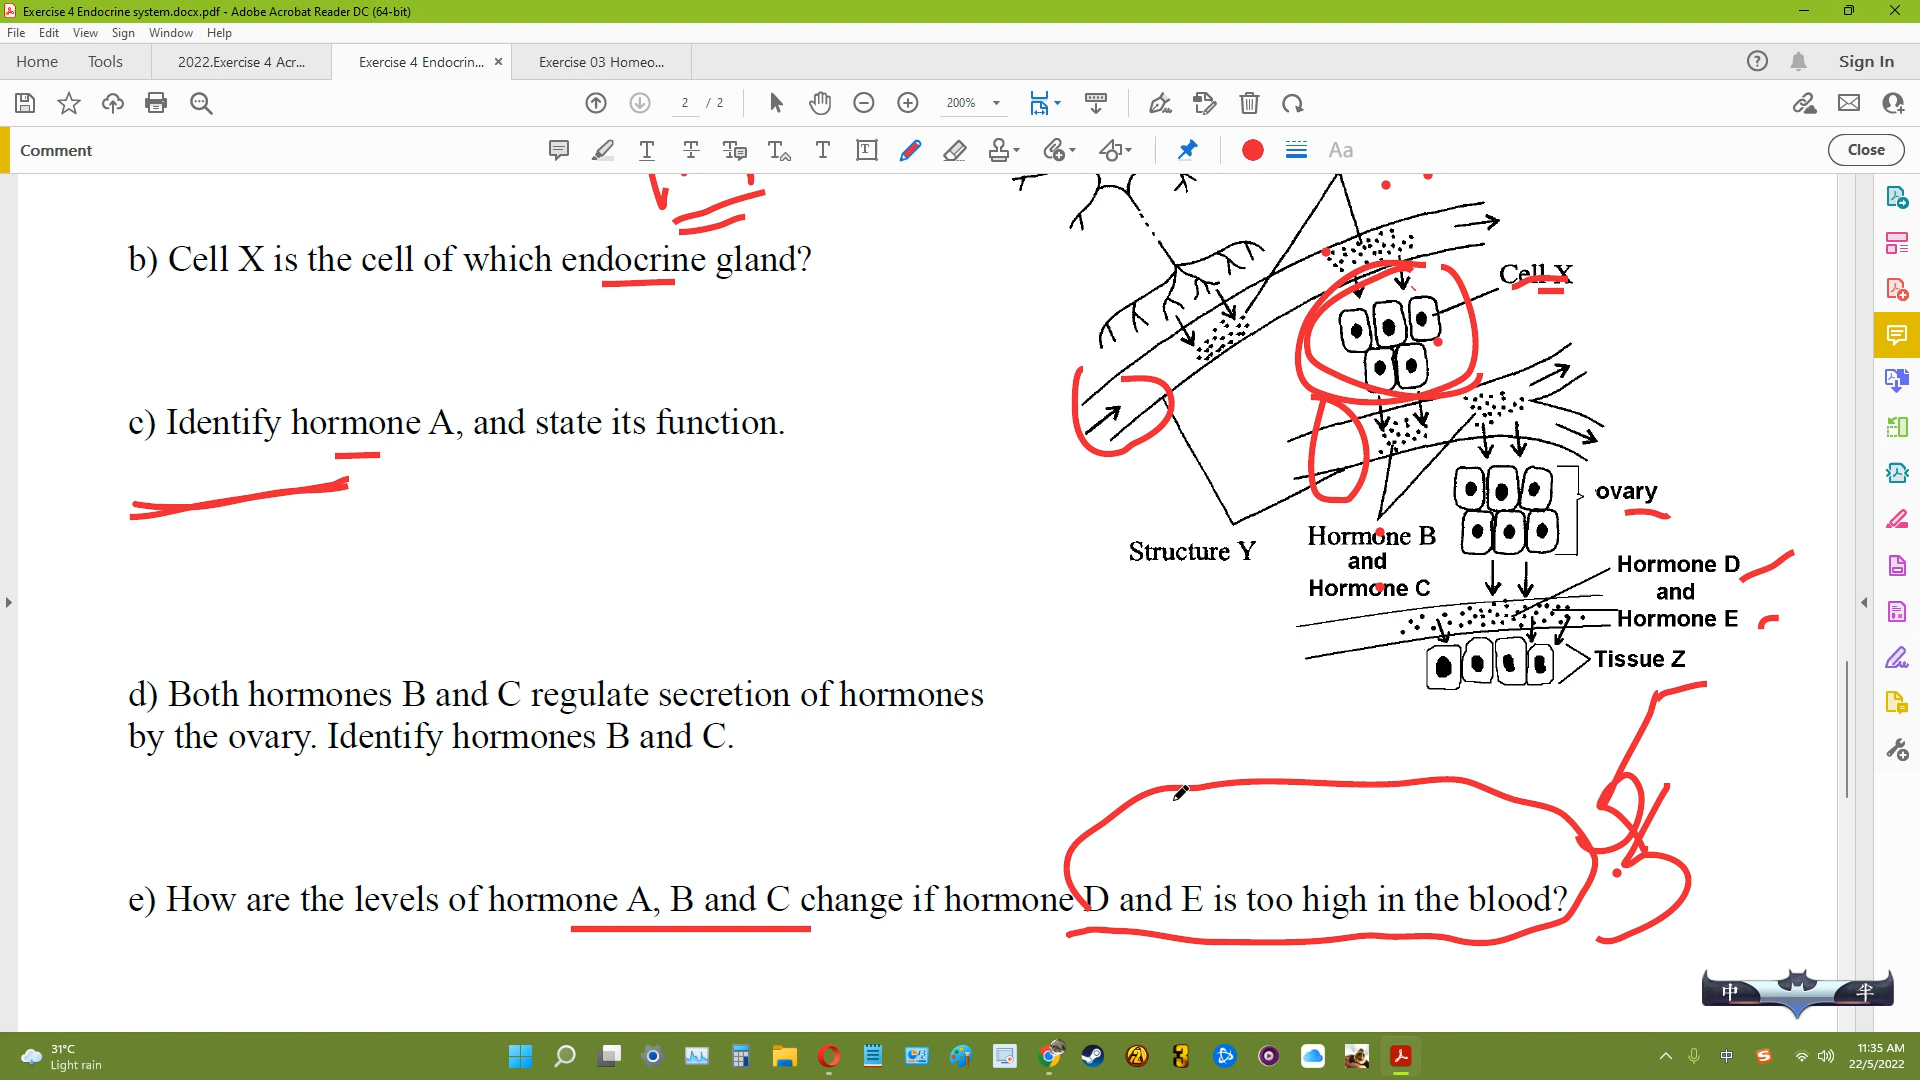 Exercise 4 Endocrine system.docx.pdf - Adobe Acrobat Reader DC (64-bit)
File Edit View Sign Window Help
Home Tools 2022.Exercise 4 Acr... Exercise 4 Endocrin... × Exercise 03 Homeo... Sign In
2 / 2 200%
Comment Aa Close
b) Cell X is the cell of which endocrine gland?
Cell X
c) Identify hormone A, and state its function.
ovary
Structure Y
Hormone B
and
Hormone C
Hormone D
and
Hormone E
Tissue Z
d) Both hormones B and C regulate secretion of hormones
by the ovary. Identify hormones B and C.
e) How are the levels of hormone A, B and C change if hormone D and E is too high in the blood?
中 半
31°C
Light rain
中
11:35 AM
22/5/2022